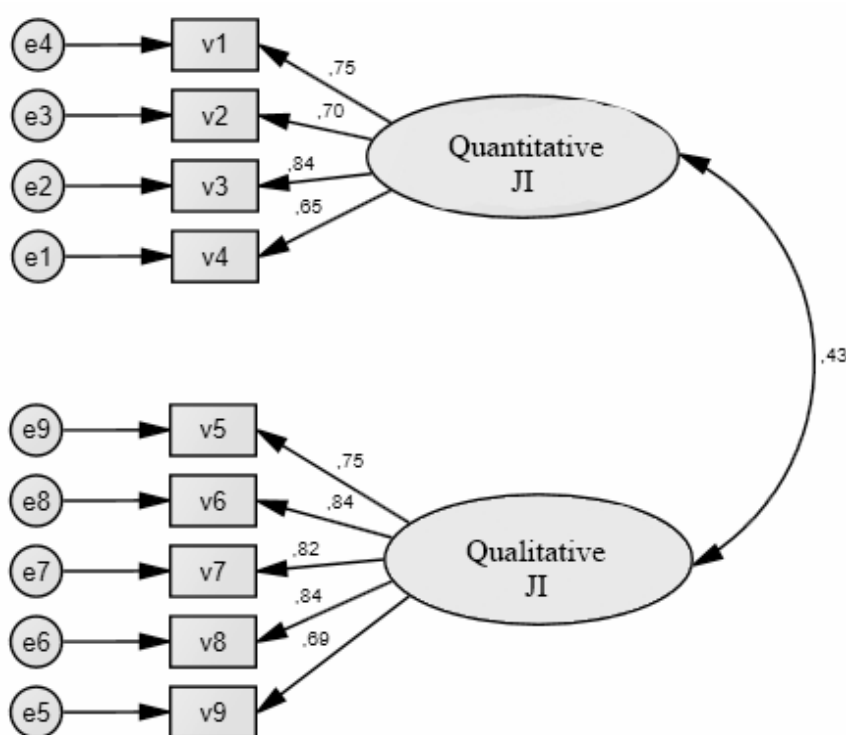 e4 v1
,75
e3 v2
,70
Quantitative
JI
e2 v3
,84
e1 v4
,65
,43
e9 v5
,75
e8 v6
,84
Qualitative
JI
e7 v7
,82
e6 v8
,84
e5 v9
,69